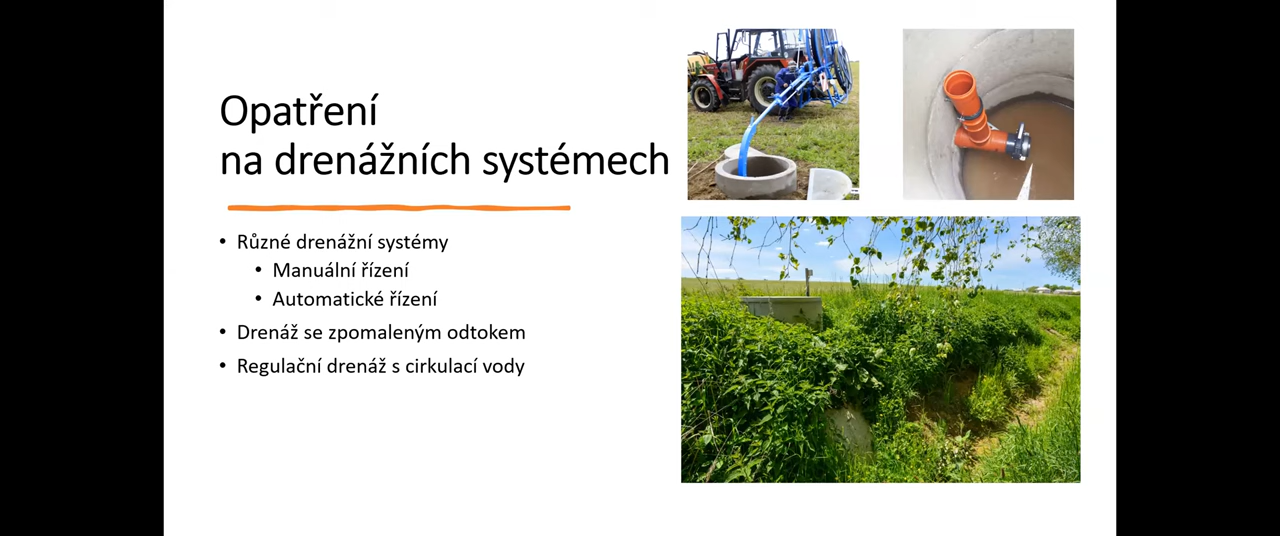 Opatření
na drenážních systémech
• Různé drenážní systémy
• Manuální řízení
• Automatické řízení
• Drenáž se zpomaleným odtokem
• Regulační drenáž s cirkulací vody